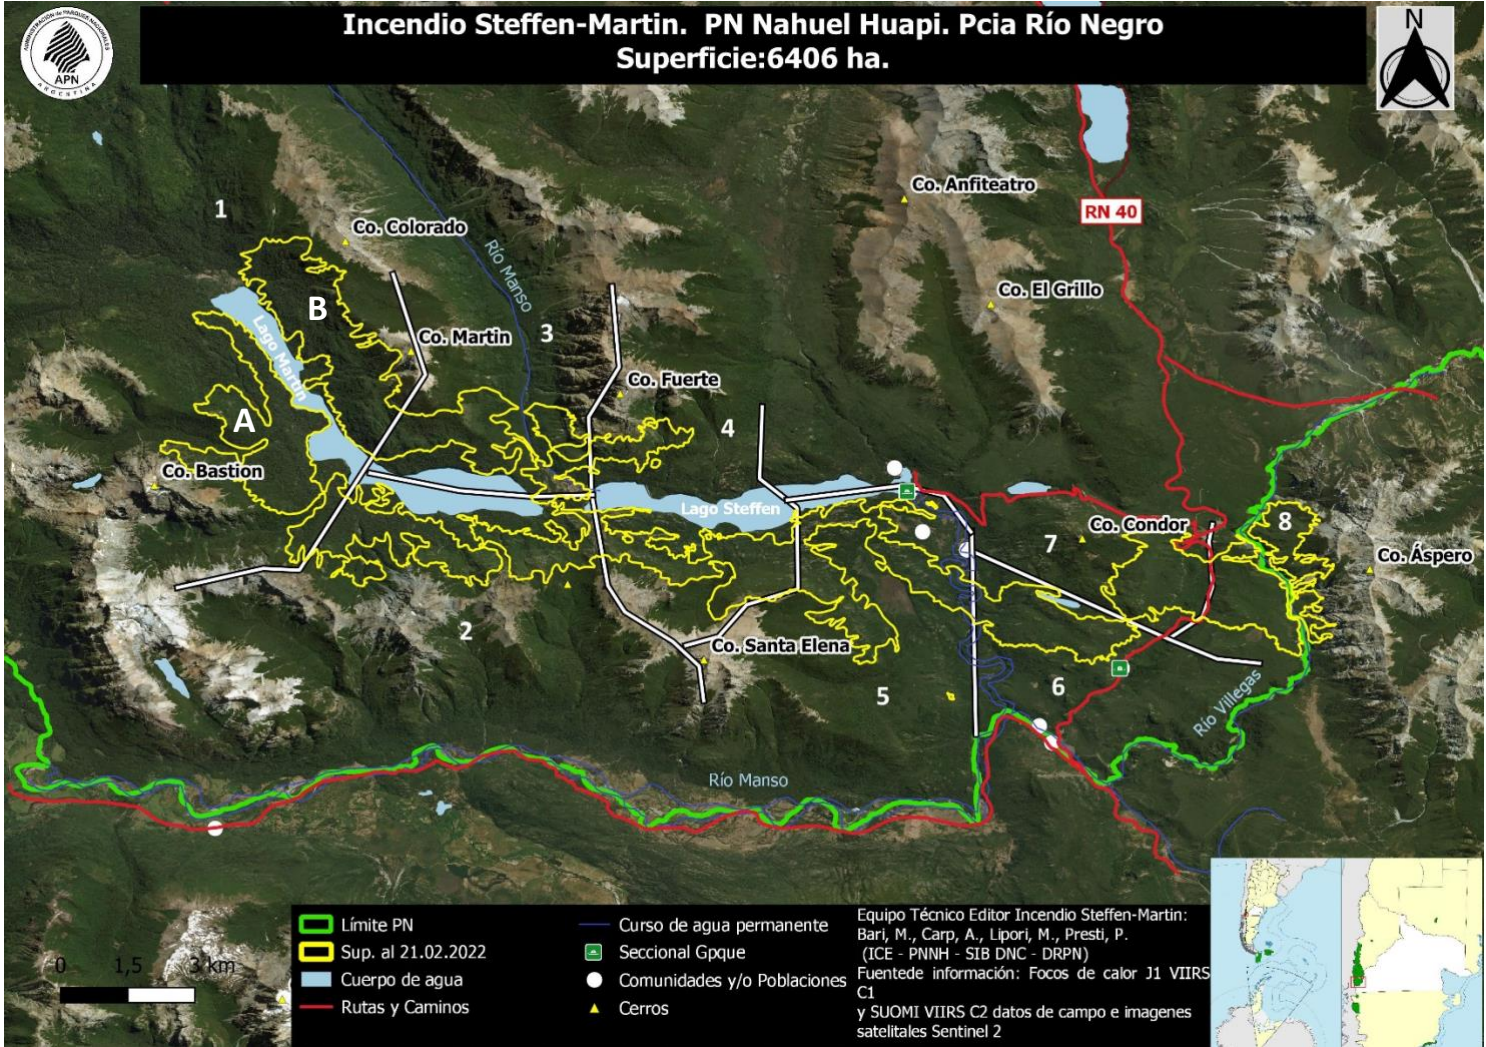 Incendio Steffen-Martin. PN Nahuel Huapi. Pcia Río Negro
Superficie:6406 ha.
ADMINISTRACIÓN de PARQUES NACIONALES
APN
ARGENTINA
N
Co. Anfiteatro
RN 40
1
Co. Colorado
Río Manso
Co. El Grillo
B
3
Co. Martin
Lago Martin
Co. Fuerte
A
4
Co. Bastion
Lago Steffen
Co. Condor
7
8
Co. Áspero
2
Co. Santa Elena
5
6
Río Villegas
Río Manso
0 1,5 3 km
Límite PN
Sup. al 21.02.2022
Cuerpo de agua
Rutas y Caminos
Curso de agua permanente
Seccional Gpque
Comunidades y/o Poblaciones
Cerros
Equipo Técnico Editor Incendio Steffen-Martin:
Bari, M., Carp, A., Lipori, M., Presti, P.
(ICE - PNNH - SIB DNC - DRPN)
Fuentede información: Focos de calor J1 VIIRS
C1
y SUOMI VIIRS C2 datos de campo e imagenes
satelitales Sentinel 2